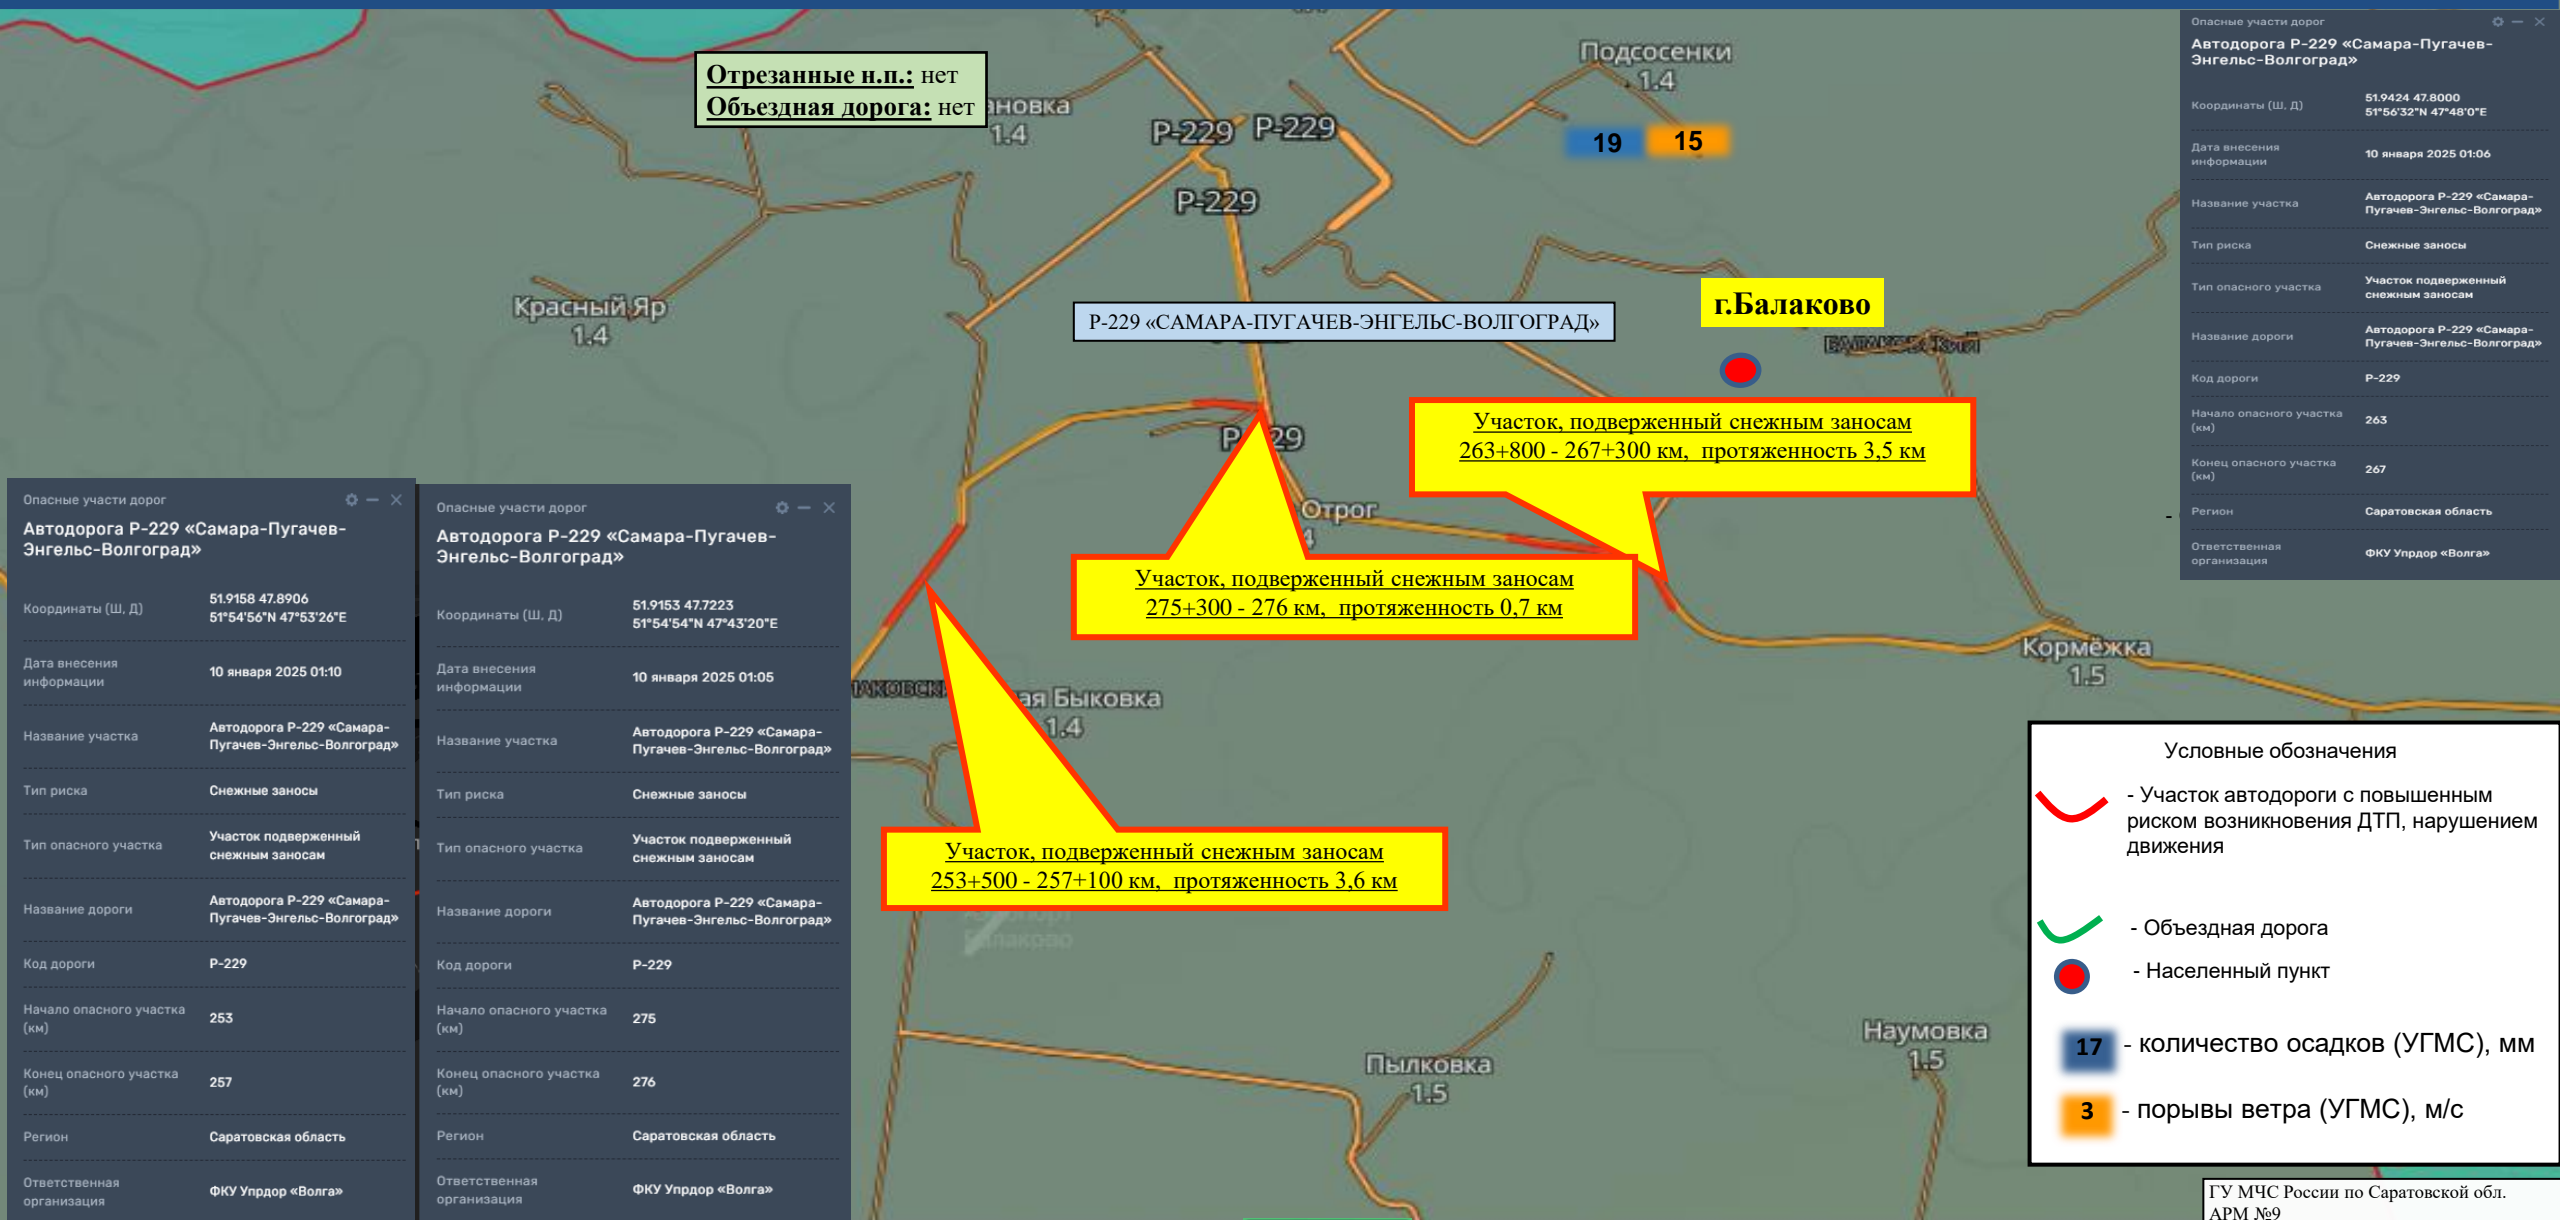 Отрезанные н.п.: нет
Объездная дорога: нет
ановка
1.4
Подсосенки
1.4
Р-229
Р-229
Р-229
19
15
Красный Яр
1.4
Р-229 «САМАРА-ПУГАЧЕВ-ЭНГЕЛЬС-ВОЛГОГРАД»
г.Балаково
Участок, подверженный снежным заносам
263+800 - 267+300 км, протяженность 3,5 км
Отрог
Участок, подверженный снежным заносам
275+300 - 276 км, протяженность 0,7 км
Кормёжка
1.5
ая Быковка
1.4
Участок, подверженный снежным заносам
253+500 - 257+100 км, протяженность 3,6 км
Балаково
Пылковка
1.5
Наумовка
1.5
Опасные участи дорог
Автодорога Р-229 «Самара-Пугачев-
Энгельс-Волгоград»
Координаты (Ш, Д)
51.9424 47.8000
51°56'32"N 47°48'0"E
Дата внесения
информации
10 января 2025 01:06
Название участка
Автодорога Р-229 «Самара-
Пугачев-Энгельс-Волгоград»
Тип риска
Снежные заносы
Тип опасного участка
Участок подверженный
снежным заносам
Название дороги
Автодорога Р-229 «Самара-
Пугачев-Энгельс-Волгоград»
Код дороги
Р-229
Начало опасного участка
(км)
263
Конец опасного участка
(км)
267
Регион
Саратовская область
Ответственная
организация
ФКУ Упрдор «Волга»
Опасные участи дорог
Автодорога Р-229 «Самара-Пугачев-
Энгельс-Волгоград»
Координаты (Ш, Д)
51.9158 47.8906
51°54'56"N 47°53'26"E
Дата внесения
информации
10 января 2025 01:10
Название участка
Автодорога Р-229 «Самара-
Пугачев-Энгельс-Волгоград»
Тип риска
Снежные заносы
Тип опасного участка
Участок подверженный
снежным заносам
Название дороги
Автодорога Р-229 «Самара-
Пугачев-Энгельс-Волгоград»
Код дороги
Р-229
Начало опасного участка
(км)
253
Конец опасного участка
(км)
257
Регион
Саратовская область
Ответственная
организация
ФКУ Упрдор «Волга»
Опасные участи дорог
Автодорога Р-229 «Самара-Пугачев-
Энгельс-Волгоград»
Координаты (Ш, Д)
51.9153 47.7223
51°54'54"N 47°43'20"E
Дата внесения
информации
10 января 2025 01:05
Название участка
Автодорога Р-229 «Самара-
Пугачев-Энгельс-Волгоград»
Тип риска
Снежные заносы
Тип опасного участка
Участок подверженный
снежным заносам
Название дороги
Автодорога Р-229 «Самара-
Пугачев-Энгельс-Волгоград»
Код дороги
Р-229
Начало опасного участка
(км)
275
Конец опасного участка
(км)
276
Регион
Саратовская область
Ответственная
организация
ФКУ Упрдор «Волга»
Условные обозначения
- Участок автодороги с повышенным
риском возникновения ДТП, нарушением
движения
- Объездная дорога
- Населенный пункт
17 - количество осадков (УГМС), мм
3 - порывы ветра (УГМС), м/с
ГУ МЧС России по Саратовской обл.
АРМ №9